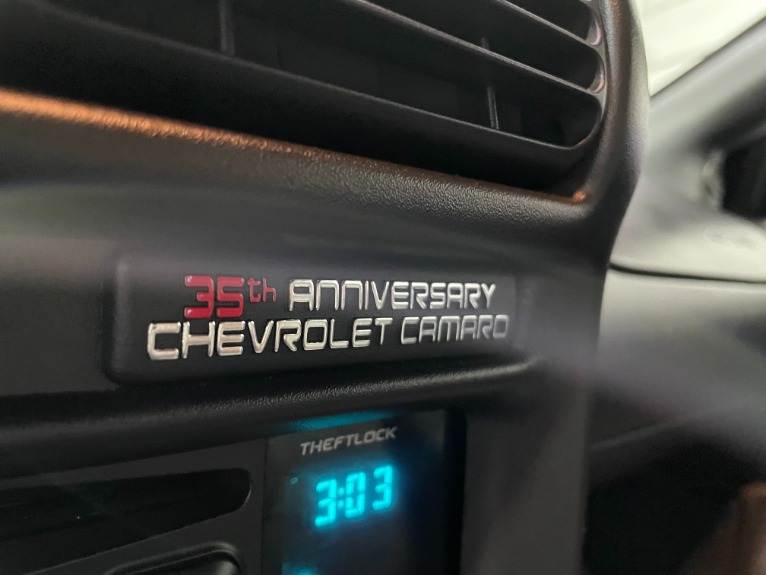 35th ANNIVERSARY
CHEVROLET CAMARO
THEFTLOCK
3:03